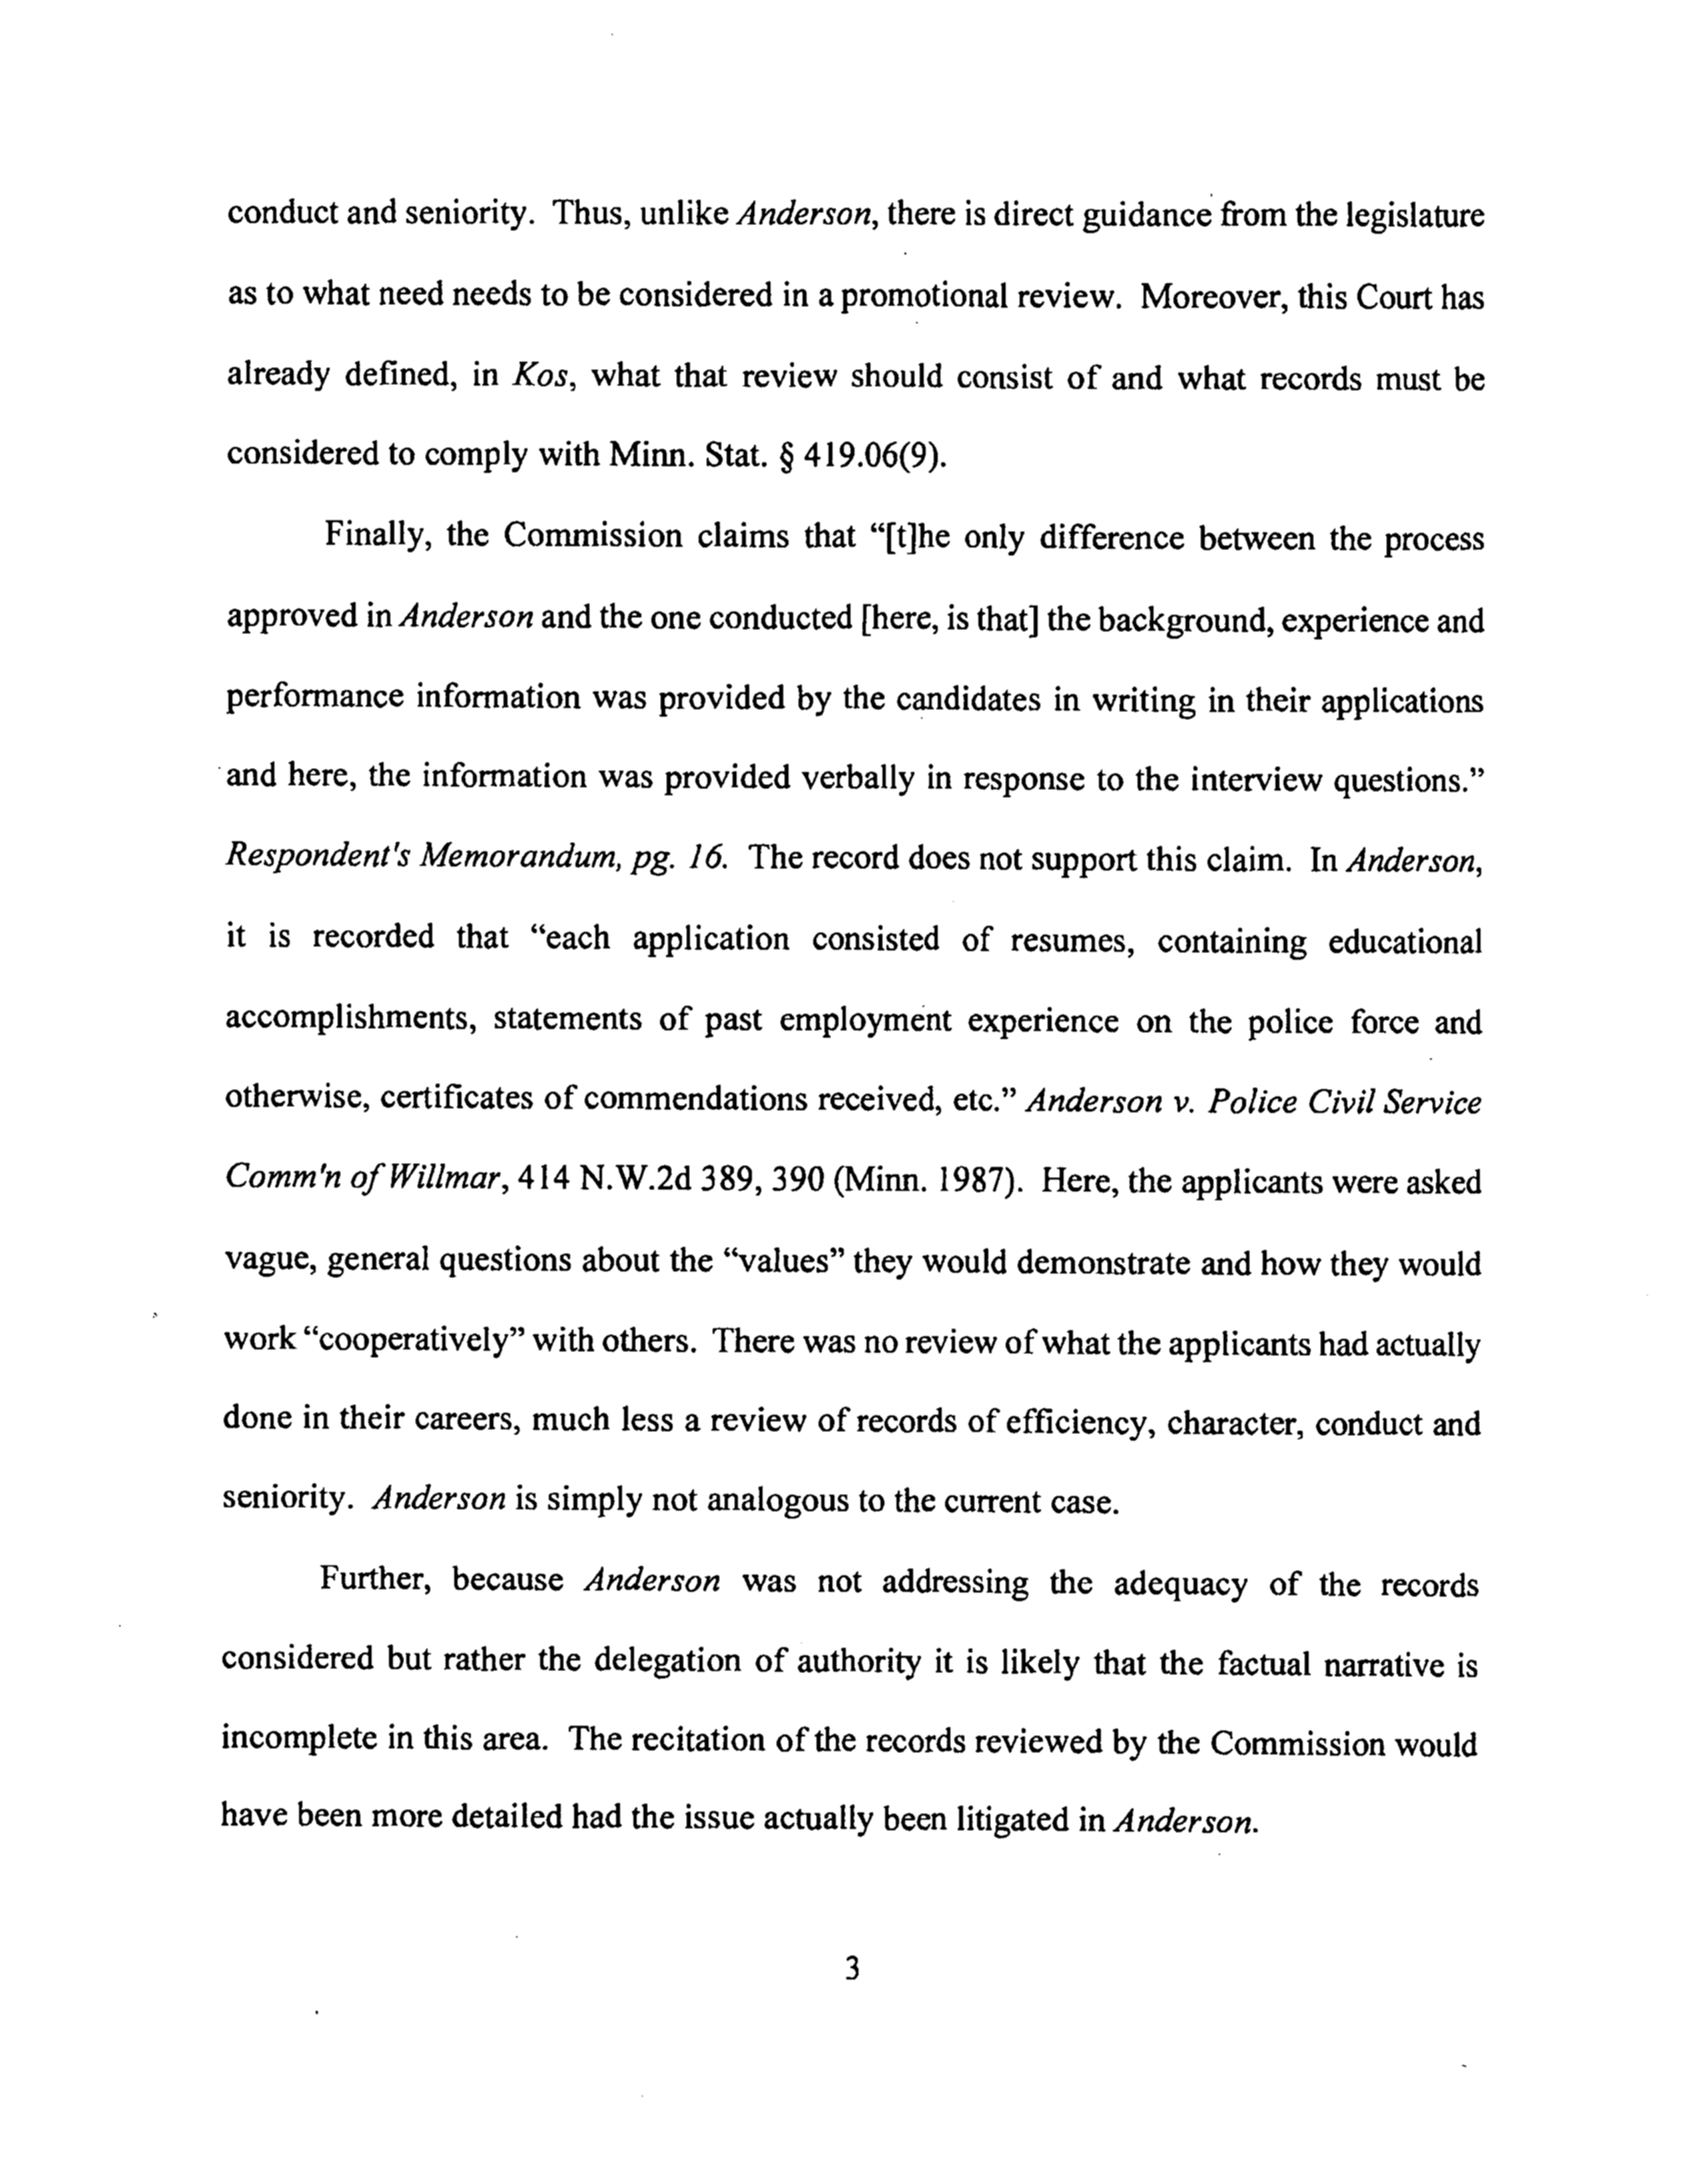 conduct and seniority. Thus, unlike Anderson, there is direct guidance from the legislature
as to what need needs to be considered in a promotional review. Moreover, this Court has
already defined, in Kos, what that review should consist of and what records must be
considered to comply with Minn. Stat. § 419.06(9).
Finally, the Commission claims that “[t]he only difference between the process
approved in Anderson and the one conducted [here, is that] the background, experience and
performance information was provided by the candidates in writing in their applications
and here, the information was provided verbally in response to the interview questions.”
Respondent's Memorandum, pg. 16. The record does not support this claim. In Anderson,
it is recorded that “each application consisted of resumes, containing educational
accomplishments, statements of past employment experience on the police force and
otherwise, certificates of commendations received, etc.” Anderson v. Police Civil Service
Comm'n of Willmar, 414 N.W.2d 389, 390 (Minn. 1987). Here, the applicants were asked
vague, general questions about the “values” they would demonstrate and how they would
work “cooperatively” with others. There was no review of what the applicants had actually
done in their careers, much less a review of records of efficiency, character, conduct and
seniority. Anderson is simply not analogous to the current case.
Further, because Anderson was not addressing the adequacy of the records
considered but rather the delegation of authority it is likely that the factual narrative is
incomplete in this area. The recitation of the records reviewed by the Commission would
have been more detailed had the issue actually been litigated in Anderson.
3